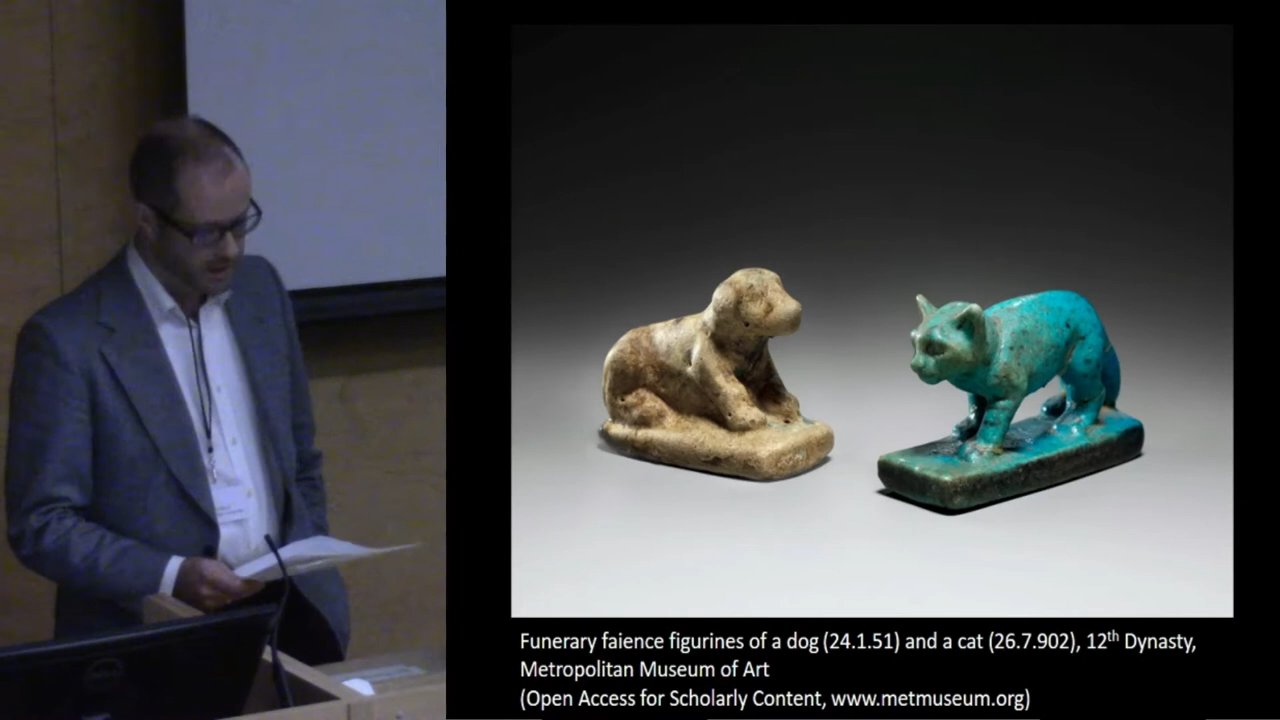 Funerary faience figurines of a dog (24.1.51) and a cat (26.7.902), 12th Dynasty,
Metropolitan Museum of Art
(Open Access for Scholarly Content, www.metmuseum.org)